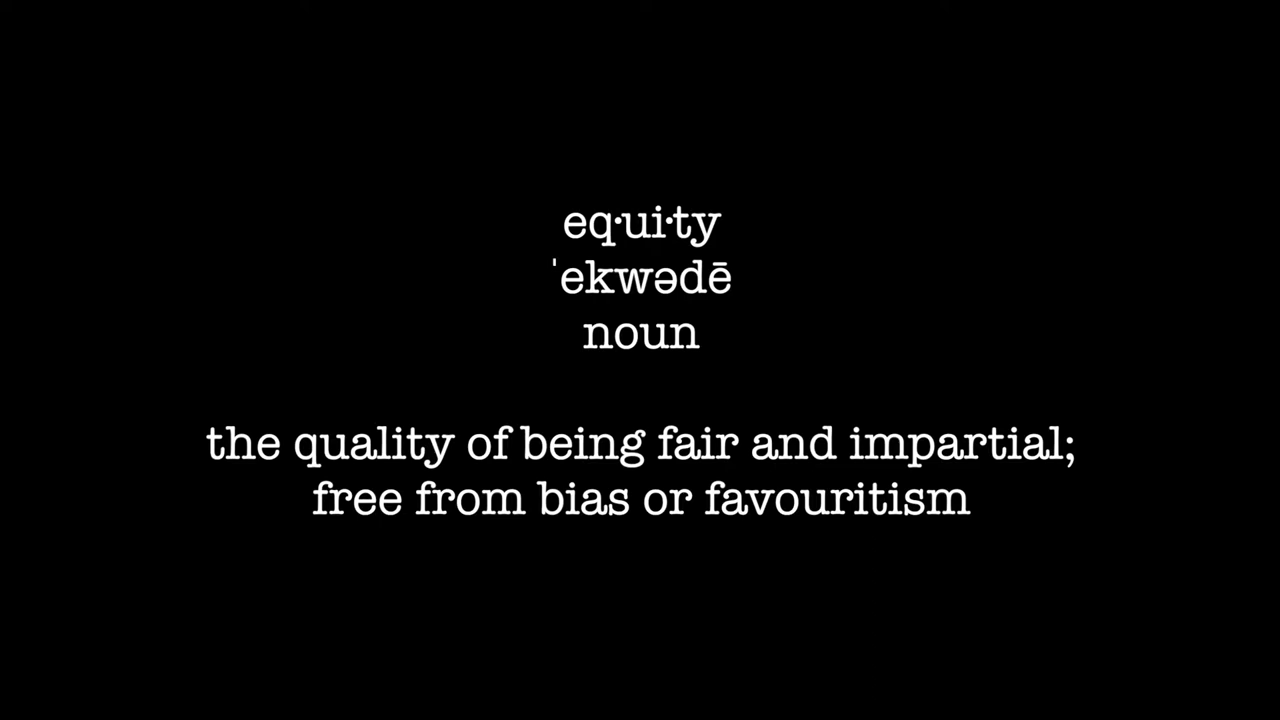 eq·ui·ty
ˈekwədē
noun
the quality of being fair and impartial;
free from bias or favouritism